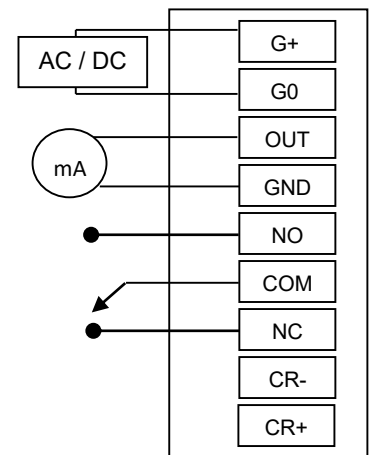 AC / DC
mA
G+
G0
OUT
GND
NO
COM
NC
CR-
CR+